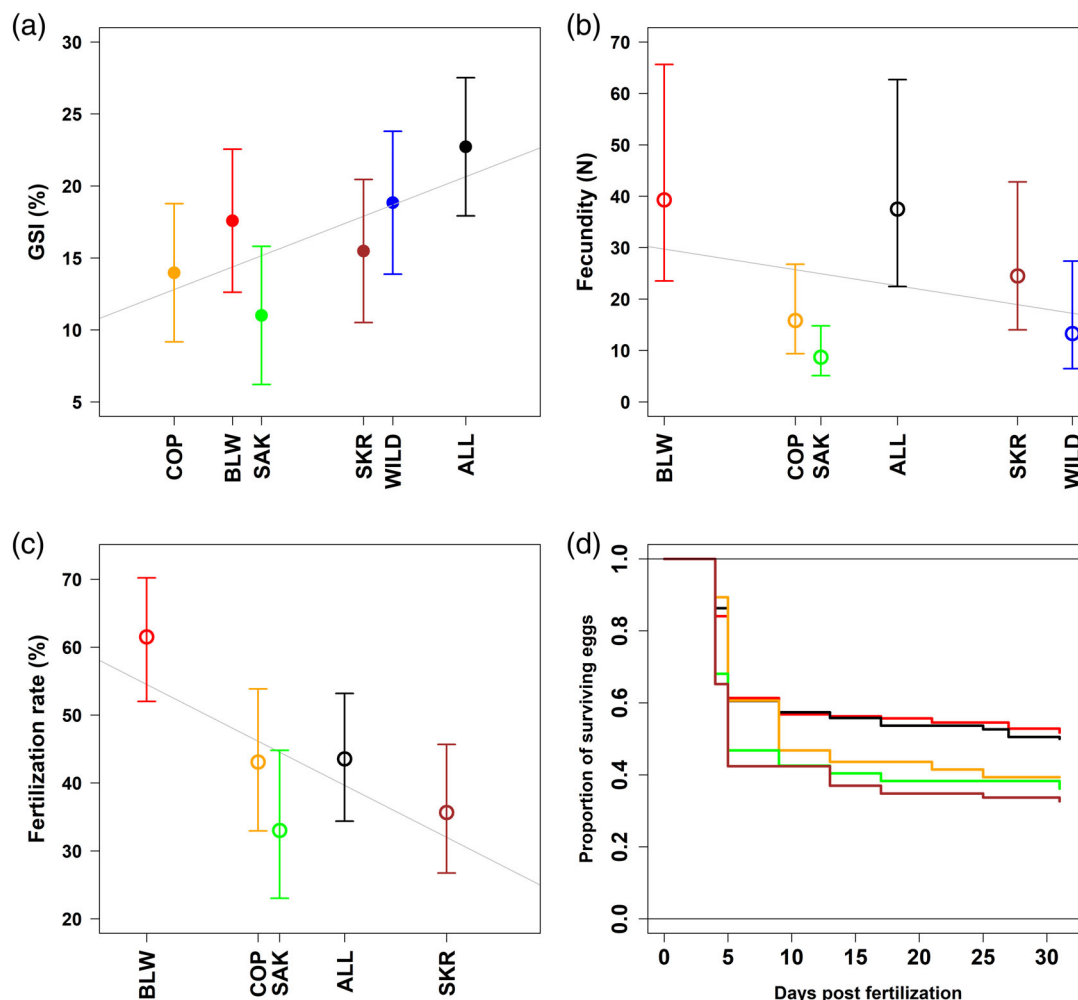 (a)
30
25
20
15
10
5
GSI (%)
COP
BLW
SAK
SKR
WILD
ALL
(b)
70
60
50
40
30
20
10
0
Fecundity (N)
BLW
COP
SAK
ALL
SKR
WILD
(c)
70
60
50
40
30
20
Fertilization rate (%)
BLW
COP
SAK
ALL
SKR
(d)
1.0
0.8
0.6
0.4
0.2
0.0
Proportion of surviving eggs
0 5 10 15 20 25 30
Days post fertilization